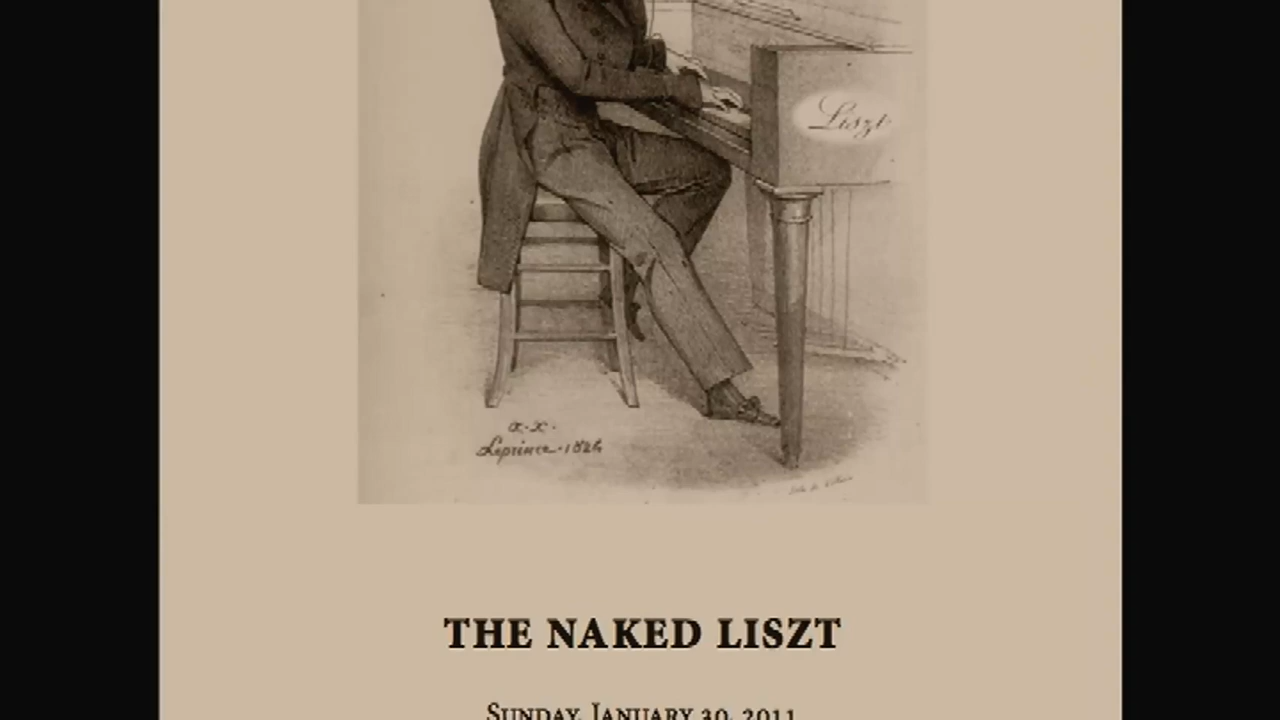 Liszt
Leprince · 1824
THE NAKED LISZT
SUNDAY, JANUARY 30, 2011